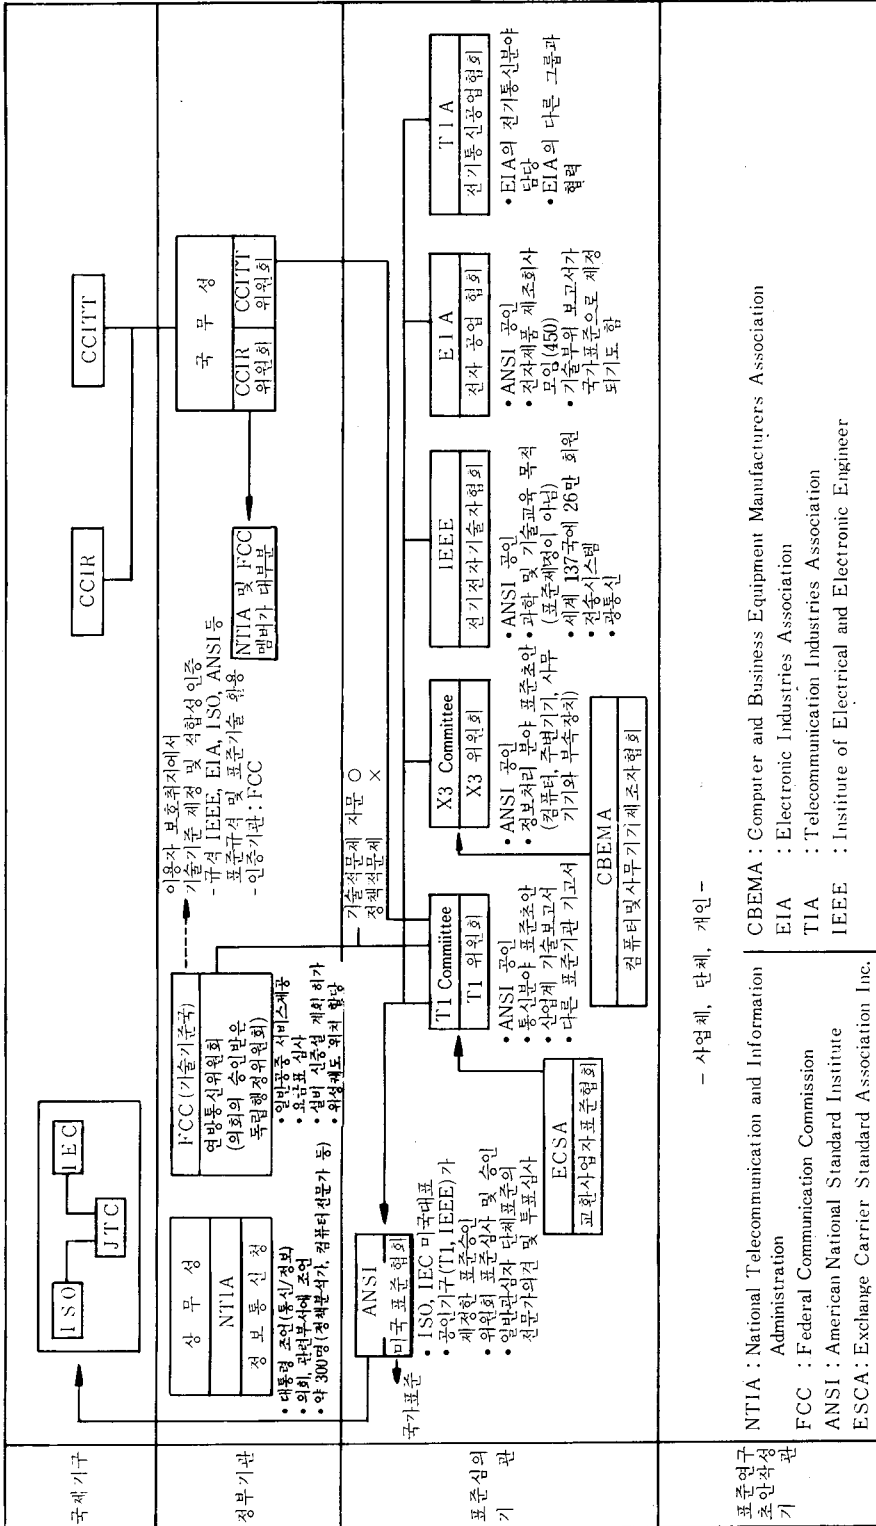 국제기구
ISO
IEC
JTC
CCIR
CCITT
정부기관
상 무 성
NTIA
정 보 통 신 청
• 대통령 조언(통신/정보)
• 의회, 관련부서에 조언
• 약 300명(정책분석가, 컴퓨터전문가 등)
FCC (기술기준국)
연방통신위원회
(의회의 승인받은
독립행정위원회)
• 일반공중 서비스제공
• 요금표 심사
• 설비 신증설 계획 허가
• 위성궤도 위치 할당
이용자 보호취지에서
기술기준 제정 및 적합성 인증
- 규격 IEEE, EIA, ISO, ANSI 등
표준규격 및 표준기술 활용
- 인증기관 : FCC
NTIA 및 FCC
멤버가 대부분
국 무 성
CCIR
위원회
CCITT
위원회
기술적문제 자문 ○
정책적문제 ×
표준심의
기 관
국가표준
ANSI
미국표준협회
• ISO, IEC 미국대표
• 공인기구(T1, IEEE)가
제정한 표준승인
• 위원회 표준심사 및 승인
• 일반관심자 단체표준의
전문가의견 및 투표심사
T1 Committee
T1 위원회
• ANSI 공인
• 통신분야 표준초안
• 산업계 기술보고서
• 다른 표준기관 기고서
ECSA
교환사업자표준협회
X3 Committee
X3 위원회
• ANSI 공인
• 정보처리 분야 표준초안
(컴퓨터, 주변기기, 사무
기기와 부속장치)
CBEMA
컴퓨터및사무기기제조자협회
IEEE
전기전자기술자협회
• ANSI 공인
• 과학 및 기술교육 목적
(표준제정이 아님)
• 세계 137국에 26만 회원
• 전송시스템
• 광통신
EIA
전자 공업 협회
• ANSI 공인
• 전자제품 제조회사
모임(450)
• 기술부위 보고서가
국가표준으로 제정
되기도 함
TIA
전기통신공업협회
• EIA의 전기통신분야
담당
• EIA의 다른 그룹과
협력
표준연구
초안작성
기 관
- 사업체, 단체, 개인 -
NTIA : National Telecommunication and Information
Administration
FCC : Federal Communication Commission
ANSI : American National Standard Institute
ESCA : Exchange Carrier Standard Association Inc.
CBEMA : Computer and Business Equipment Manufacturers Association
EIA : Electronic Industries Association
TIA : Telecommunication Industries Association
IEEE : Institute of Electrical and Electronic Engineer